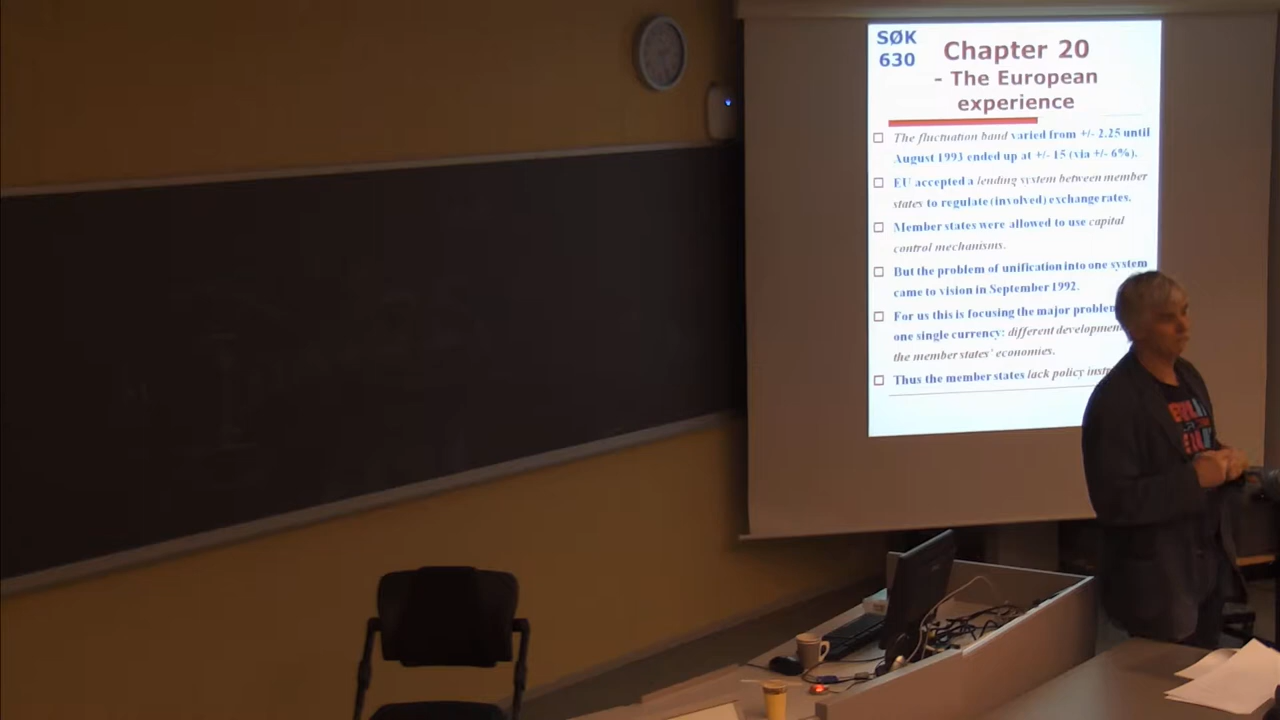 SØK
630
Chapter 20
- The European
experience
The fluctuation band varied from +/- 2.25 until
August 1993 ended up at +/- 15 (via +/- 6%).
EU accepted a lending system between member
states to regulate (involved) exchange rates.
Member states were allowed to use capital
control mechanisms.
But the problem of unification into one system
came to vision in September 1992.
For us this is focusing the major
one single currency: different
the member states' economies.
Thus the member states lack policy